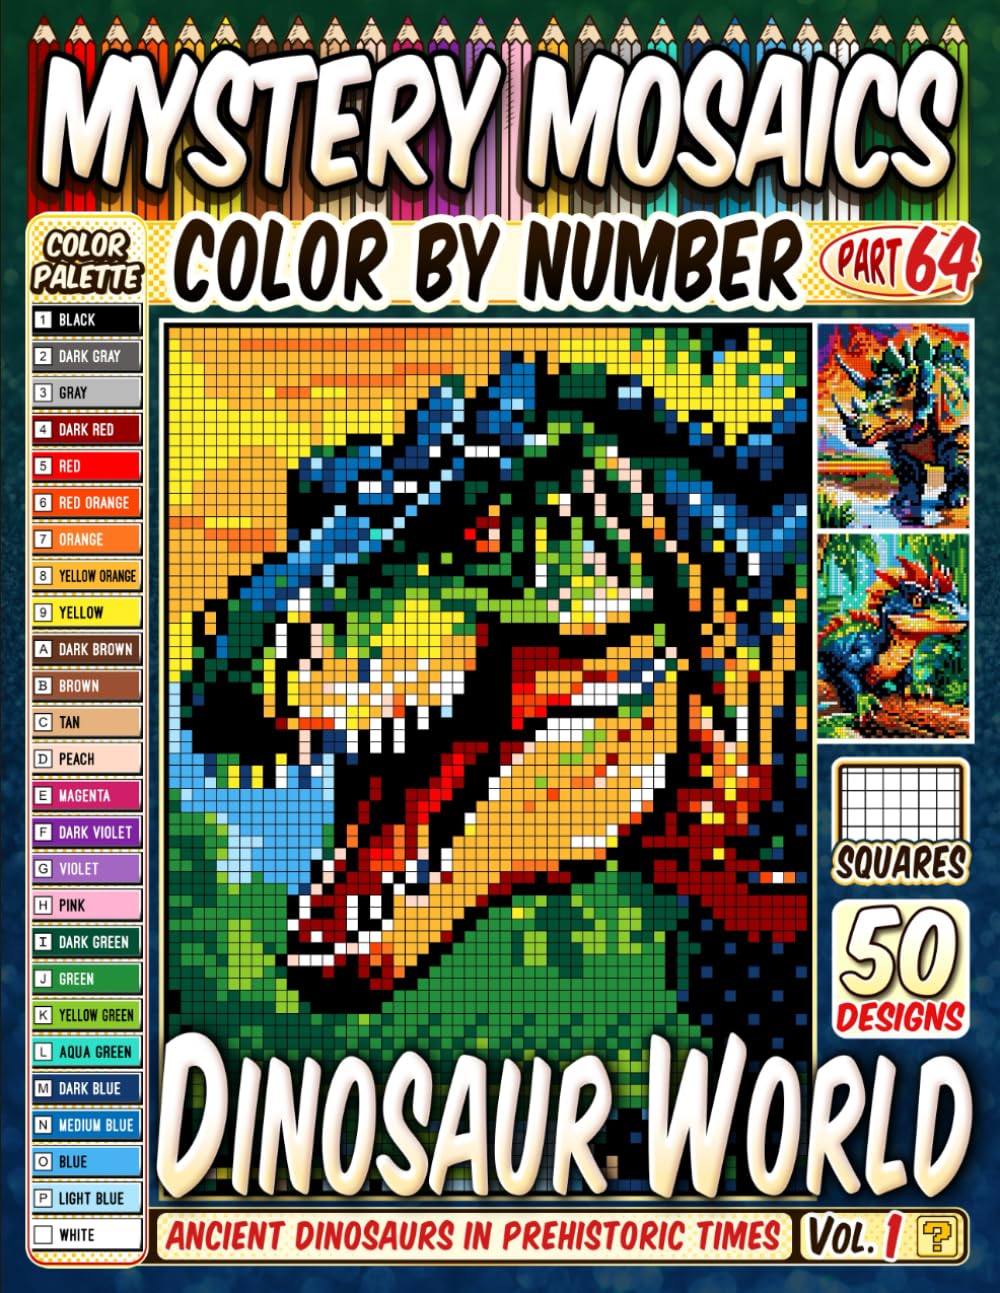 MYSTERY MOSAICS
COLOR BY NUMBER
PART 64
COLOR
PALETTE
1 BLACK
2 DARK GRAY
3 GRAY
4 DARK RED
5 RED
6 RED ORANGE
7 ORANGE
8 YELLOW ORANGE
9 YELLOW
A DARK BROWN
B BROWN
C TAN
D PEACH
E MAGENTA
F DARK VIOLET
G VIOLET
H PINK
I DARK GREEN
J GREEN
K YELLOW GREEN
L AQUA GREEN
M DARK BLUE
N MEDIUM BLUE
O BLUE
P LIGHT BLUE
WHITE
SQUARES
50
DESIGNS
DINOSAUR WORLD
ANCIENT DINOSAURS IN PREHISTORIC TIMES
VOL. 1 ?